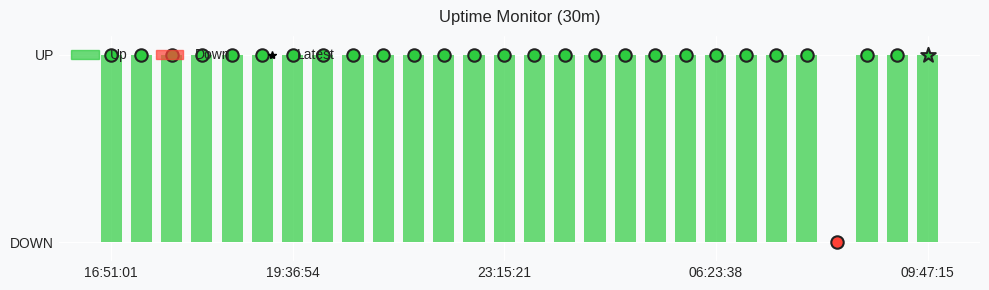 Uptime Monitor (30m)
UP
Up Down Latest
DOWN
16:51:01 19:36:54 23:15:21 06:23:38 09:47:15